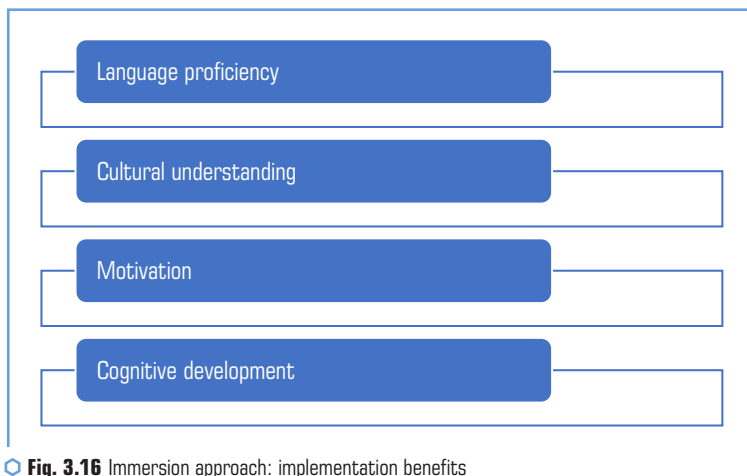 Language proficiency
Cultural understanding
Motivation
Cognitive development
Fig. 3.16 Immersion approach: implementation benefits